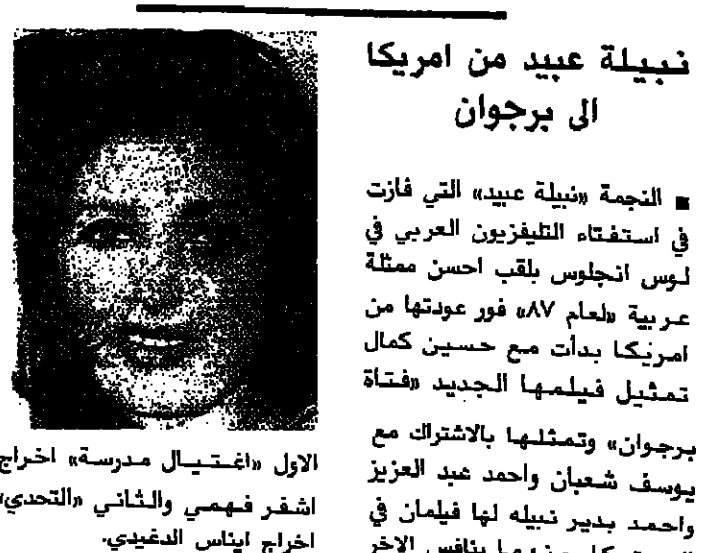 نبيلة عبيد من امريكا
الى برجوان
■ النجمة «نبيلة عبيد» التي فازت
في استفتاء التليفزيون العربي في
لوس انجلوس بلقب احسن ممثلة
عربية «لعام ٨٧» فور عودتها من
امريكا بدأت مع حسين كمال
تمثيل فيلمها الجديد «فتاة
برجوان» وتمثلها بالاشتراك مع
يوسف شعبان واحمد عبد العزيز
واحمد بدير نبيله لها فيلمان في
ينافس الاخر
الاول «اغتيال مدرسة» اخراج
اشقر فهمي والثاني «التحدي»
اخراج ايناس الدغيدي.